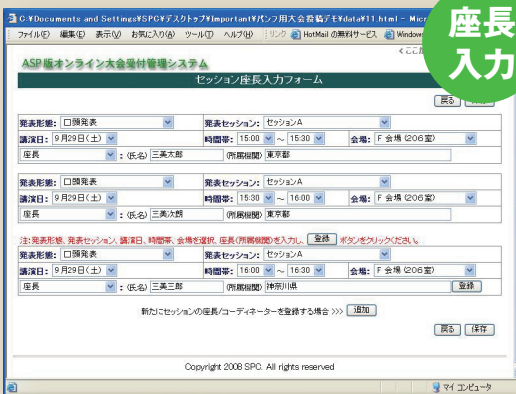 C:¥Documents and Settings¥SPC¥デスクトップ¥Important¥パンフ用大会投稿デモ¥data¥11.html - Micr
座長
入力
ファイル(F) 編集(E) 表示(V) お気に入り(A) ツール(T) ヘルプ(H) リンク HotMail の無料サービス Window
ASP版オンライン大会受付管理システム
セッション座長入力フォーム
戻る
発表形態: 口頭発表 発表セッション: セッションA
講演日: 9月29日(土) 時間帯: 15:00 ～ 15:30 会場: F 会場 (206室)
座長 : (氏名) 三美太郎 (所属機関) 東京都
発表形態: 口頭発表 発表セッション: セッションA
講演日: 9月29日(土) 時間帯: 15:30 ～ 16:00 会場: F 会場 (206室)
座長 : (氏名) 三美次朗 (所属機関) 東京都
注:発表形態、発表セッション、講演日、時間帯、会場を選択、座長(所属機関)を入力し、 登録 ボタンをクリックください。
発表形態: 口頭発表 発表セッション: セッションA
講演日: 9月29日(土) 時間帯: 16:00 ～ 16:30 会場: F 会場 (206室)
座長 : (氏名) 三美三郎 (所属機関) 神奈川県 登録
新たにセッションの座長/コーディネーターを登録する場合 >>> 追加
戻る 保存
Copyright 2008 SPC. All rights reserved
マイ コンピュータ